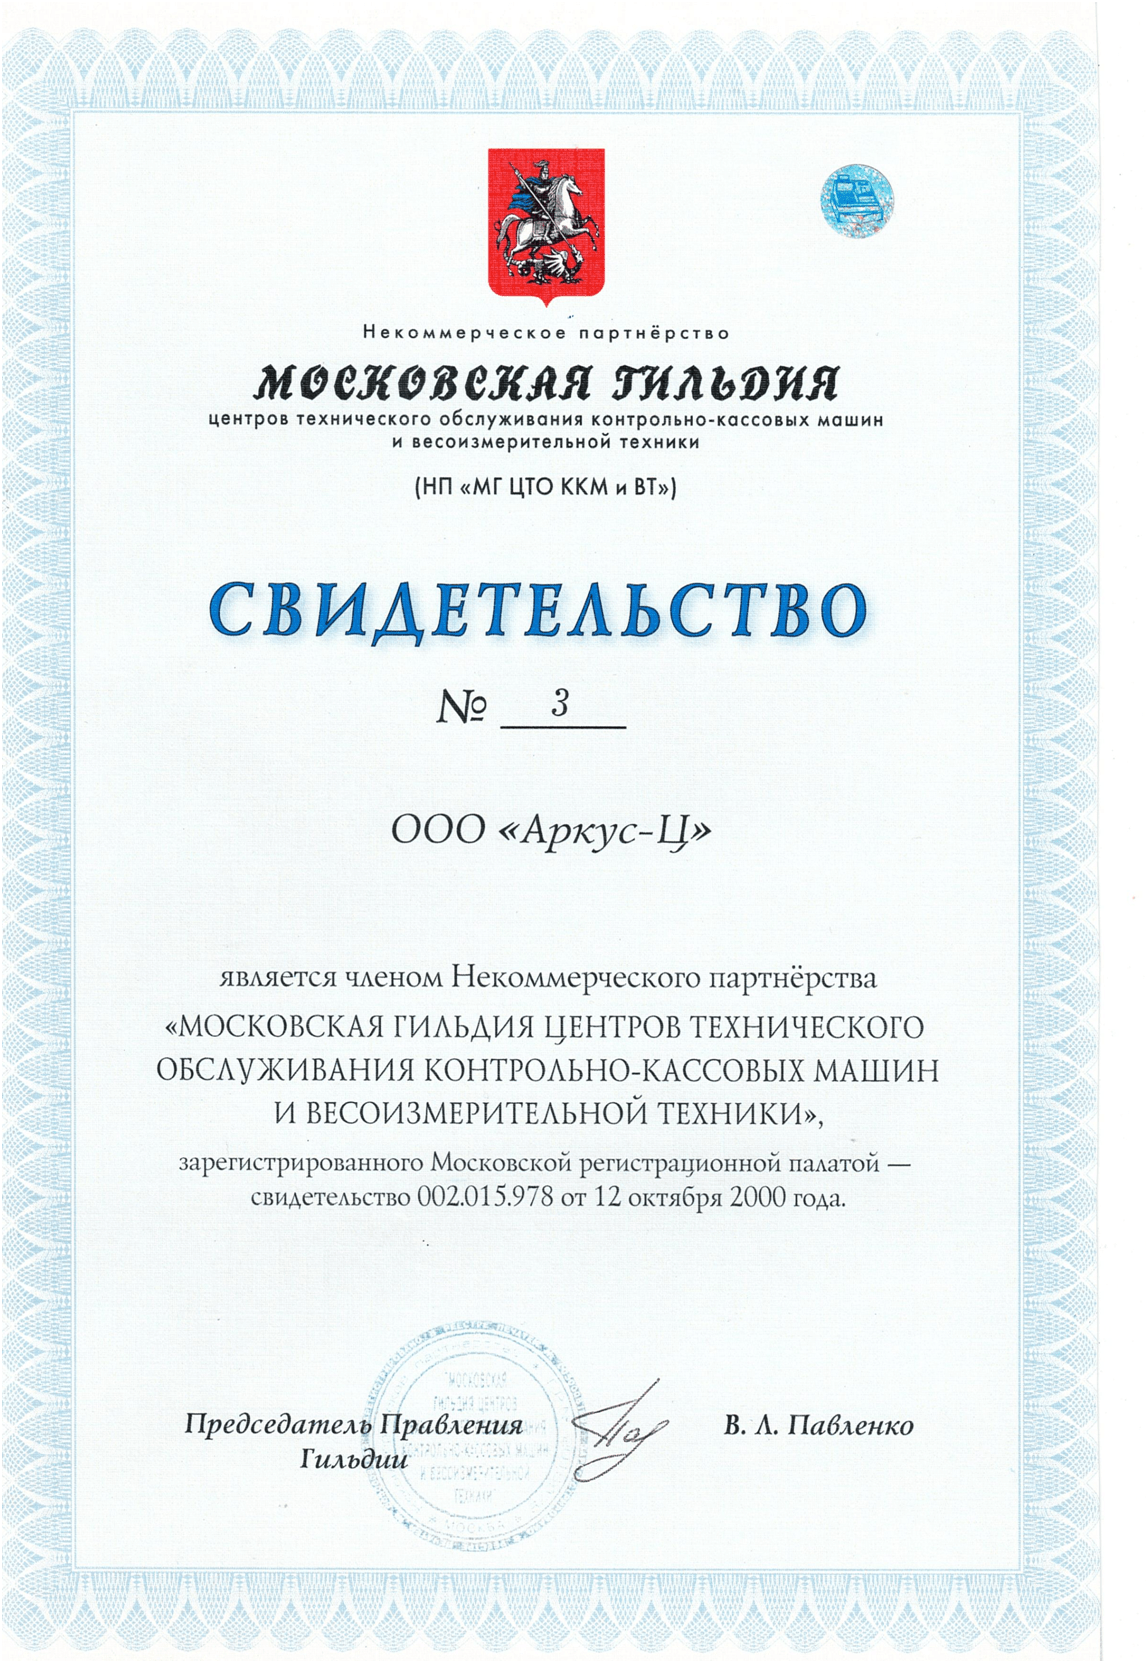 Некоммерческое партнёрство
МОСКОВСКАЯ ГИЛЬДИЯ
центров технического обслуживания контрольно-кассовых машин
и весоизмерительной техники
(НП «МГ ЦТО ККМ и ВТ»)
СВИДЕТЕЛЬСТВО
№ 3
ООО «Аркус-Ц»
является членом Некоммерческого партнёрства
«МОСКОВСКАЯ ГИЛЬДИЯ ЦЕНТРОВ ТЕХНИЧЕСКОГО
ОБСЛУЖИВАНИЯ КОНТРОЛЬНО-КАССОВЫХ МАШИН
И ВЕСОИЗМЕРИТЕЛЬНОЙ ТЕХНИКИ»,
зарегистрированного Московской регистрационной палатой —
свидетельство 002.015.978 от 12 октября 2000 года.
МОСКОВСКАЯ
ГИЛЬДИЯ ЦЕНТРОВ
КОНТРОЛЬНО-КАССОВЫХ МАШИН
И ВЕСОИЗМЕРИТЕЛЬНОЙ
ТЕХНИКИ
Председатель Правления
Гильдии
В. Л. Павленко